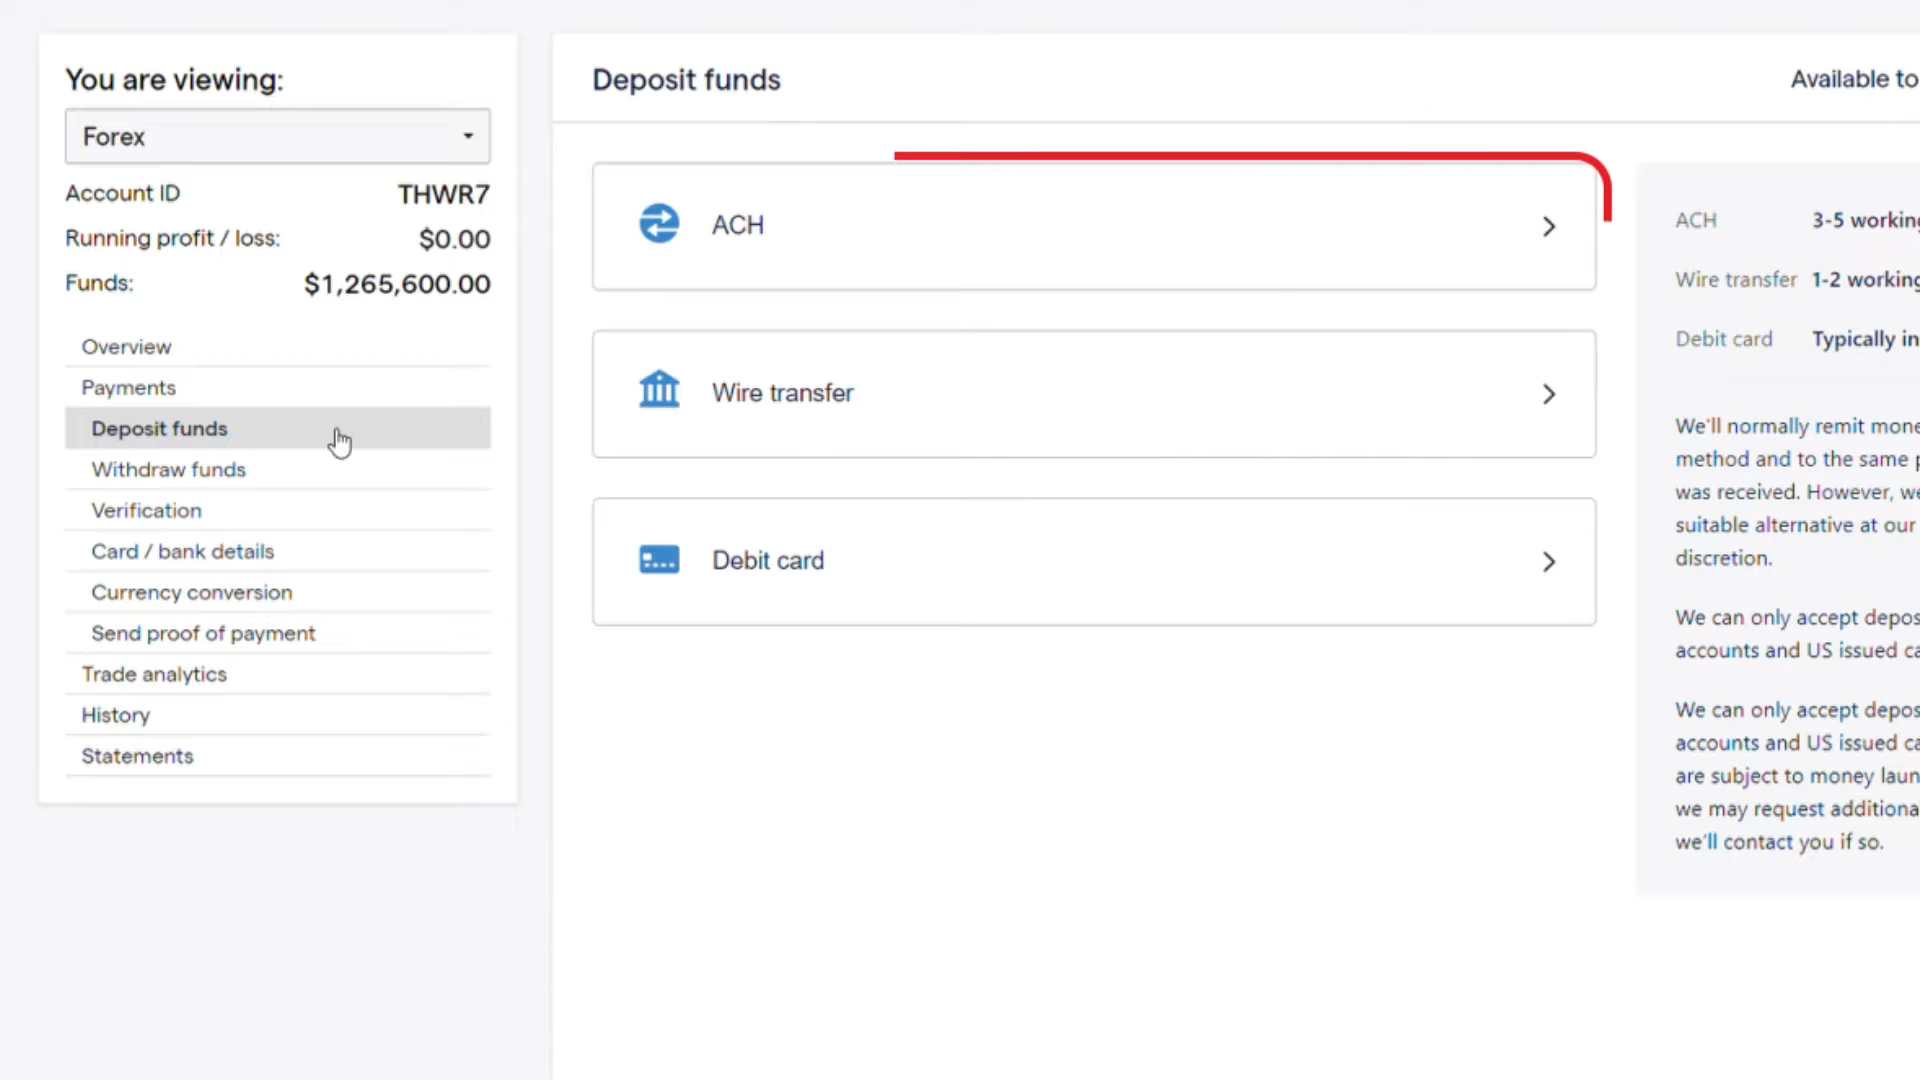 You are viewing:
Forex
Account ID THWR7
Running profit / loss: $0.00
Funds: $1,265,600.00
Overview
Payments
Deposit funds
Withdraw funds
Verification
Card / bank details
Currency conversion
Send proof of payment
Trade analytics
History
Statements
Deposit funds
Available to
ACH
Wire transfer
Debit card
ACH 3-5 working
Wire transfer 1-2 working
Debit card Typically in
We'll normally remit mone
method and to the same p
was received. However, we
suitable alternative at our
discretion.
We can only accept depos
accounts and US issued ca
We can only accept depos
accounts and US issued ca
are subject to money laun
we may request additiona
we'll contact you if so.